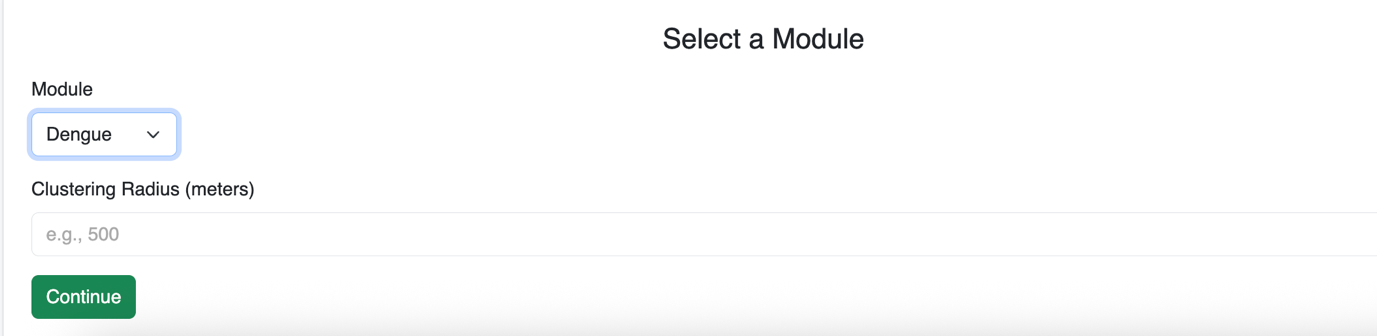 Select a Module
Module
Dengue
Clustering Radius (meters)
e.g., 500
Continue